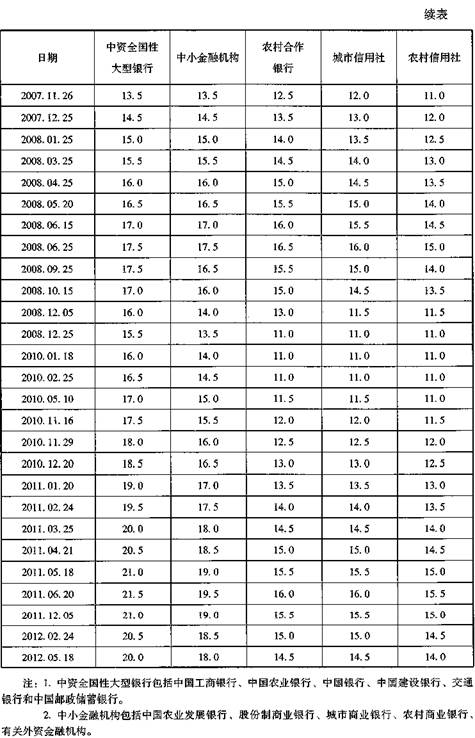 续表
日期 中资全国性大型银行 中小金融机构 农村合作银行 城市信用社 农村信用社
2007.11.26 13.5 13.5 12.5 12.0 11.0
2007.12.25 14.5 14.5 13.5 13.0 12.0
2008.01.25 15.0 15.0 14.0 13.5 12.5
2008.03.25 15.5 15.5 14.5 14.0 13.0
2008.04.25 16.0 16.0 15.0 14.5 13.5
2008.05.20 16.5 16.5 15.5 15.0 14.0
2008.06.15 17.0 17.0 16.0 15.5 14.5
2008.06.25 17.5 17.5 16.5 16.0 15.0
2008.09.25 17.5 16.5 15.5 15.0 14.0
2008.10.15 17.0 16.0 15.0 14.5 13.5
2008.12.05 16.0 14.0 13.0 11.5 11.5
2008.12.25 15.5 13.5 11.0 11.0 11.0
2010.01.18 16.0 14.0 11.0 11.0 11.0
2010.02.25 16.5 14.5 11.0 11.0 11.0
2010.05.10 17.0 15.0 11.5 11.5 11.0
2010.11.16 17.5 15.5 12.0 12.0 11.5
2010.11.29 18.0 16.0 12.5 12.5 12.0
2010.12.20 18.5 16.5 13.0 13.0 12.5
2011.01.20 19.0 17.0 13.5 13.5 13.0
2011.02.24 19.5 17.5 14.0 14.0 13.5
2011.03.25 20.0 18.0 14.5 14.5 14.0
2011.04.21 20.5 18.5 15.0 15.0 14.5
2011.05.18 21.0 19.0 15.5 15.5 15.0
2011.06.20 21.5 19.5 16.0 16.0 15.5
2011.12.05 21.0 19.0 15.5 15.5 15.0
2012.02.24 20.5 18.5 15.0 15.0 14.5
2012.05.18 20.0 18.0 14.5 14.5 14.0
注：1. 中资全国性大型银行包括中国工商银行、中国农业银行、中国银行、中国建设银行、交通
银行和中国邮政储蓄银行。
2. 中小金融机构包括中国农业发展银行、股份制商业银行、城市商业银行、农村商业银行、
有关外资金融机构。